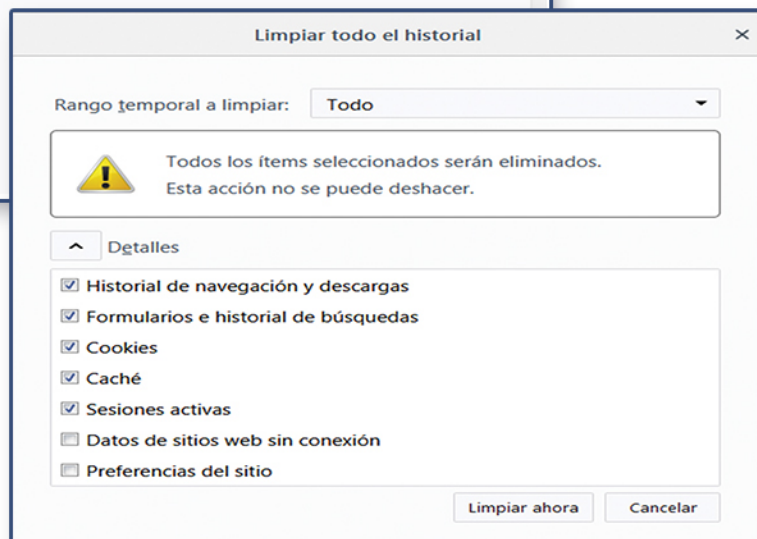 Limpiar todo el historial
Rango temporal a limpiar: Todo
Todos los ítems seleccionados serán eliminados.
Esta acción no se puede deshacer.
Detalles
Historial de navegación y descargas
Formularios e historial de búsquedas
Cookies
Caché
Sesiones activas
Datos de sitios web sin conexión
Preferencias del sitio
Limpiar ahora Cancelar